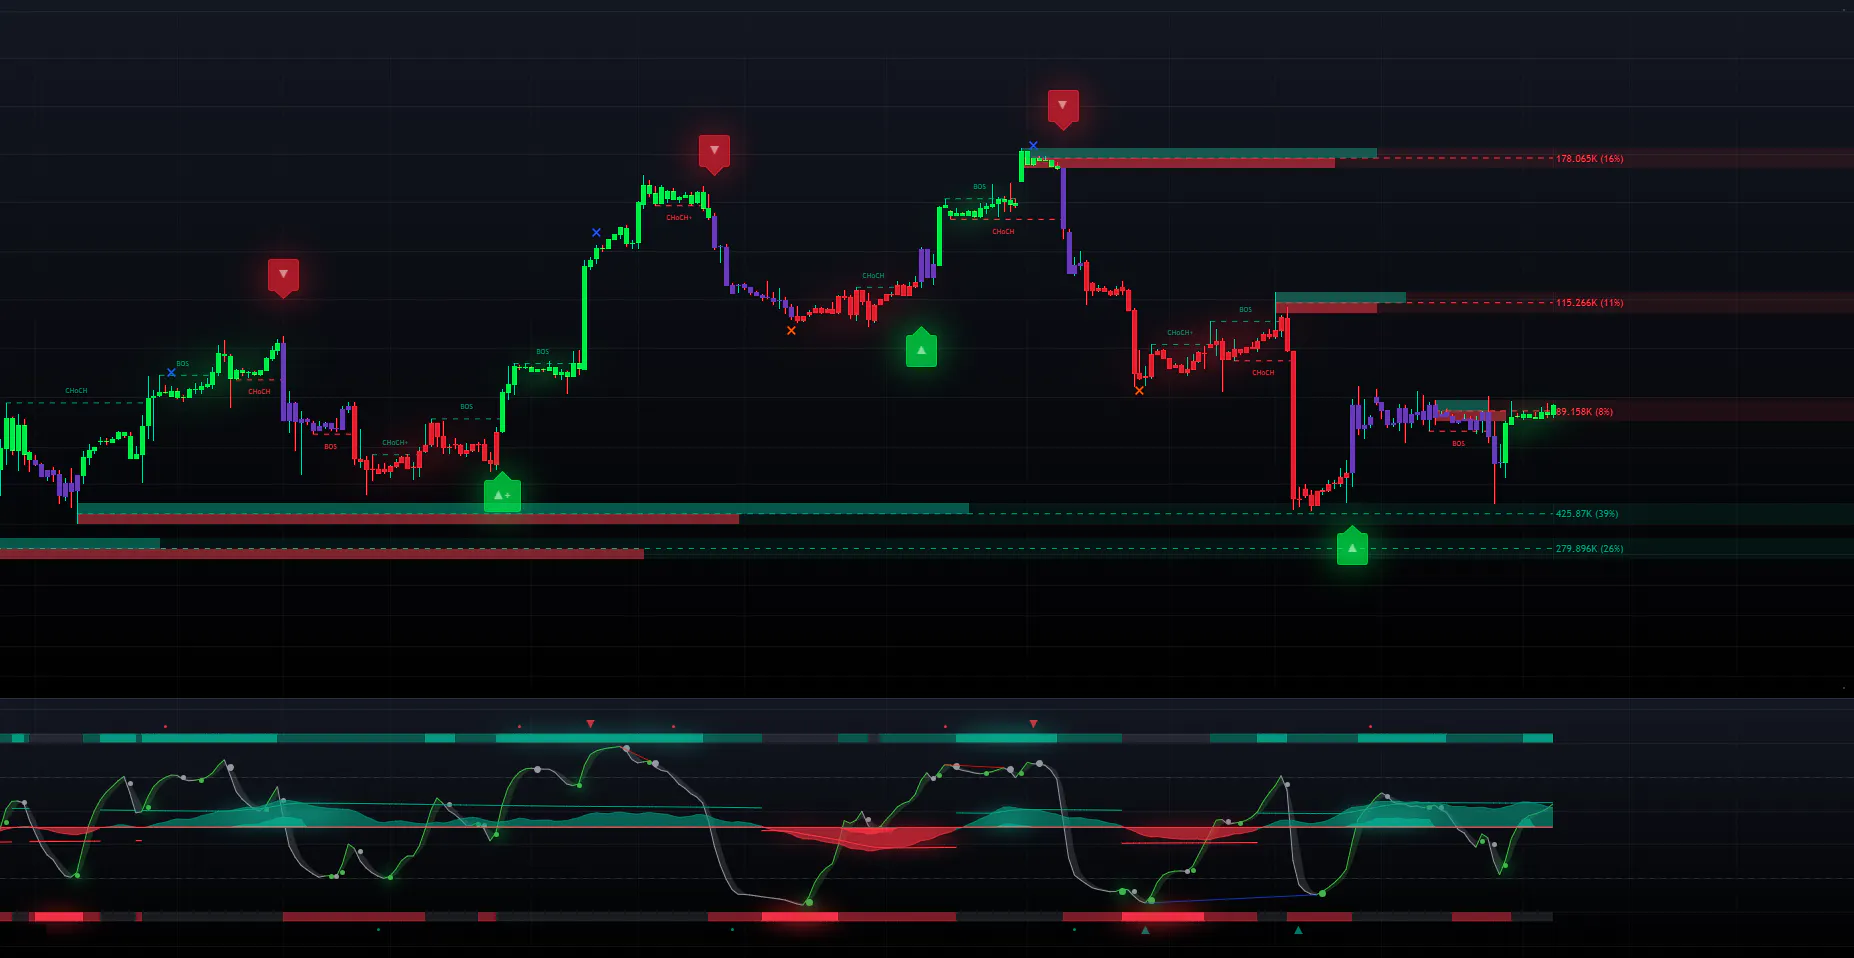 178.065K (16%)
BOS
CHoCH+
CHoCH
CHoCH
115.266K (11%)
BOS
CHoCH+
BOS
BOS
CHoCH
CHoCH
CHoCH
BOS
89.158K (8%)
CHoCH+
BOS
BOS
+
425.87K (39%)
279.896K (26%)